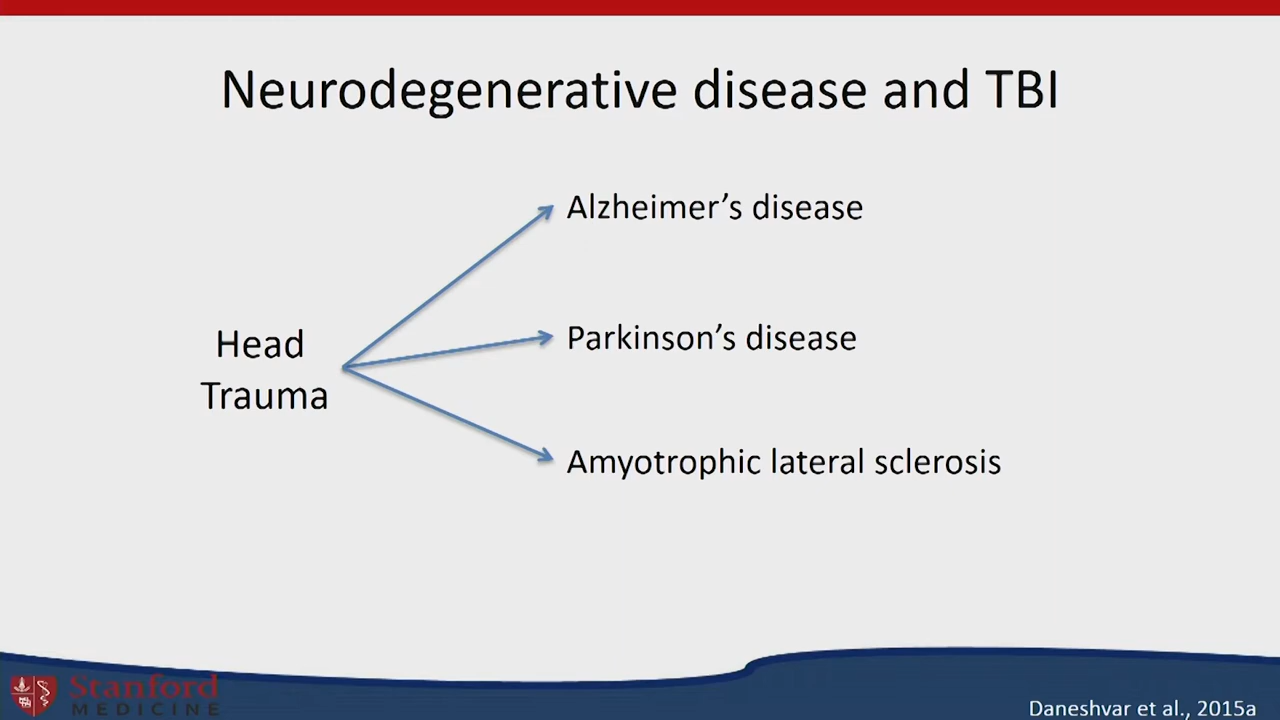 Neurodegenerative disease and TBI
Alzheimer’s disease
Parkinson’s disease
Head
Trauma
Amyotrophic lateral sclerosis
Stanford
MEDICINE
Daneshvar et al., 2015a